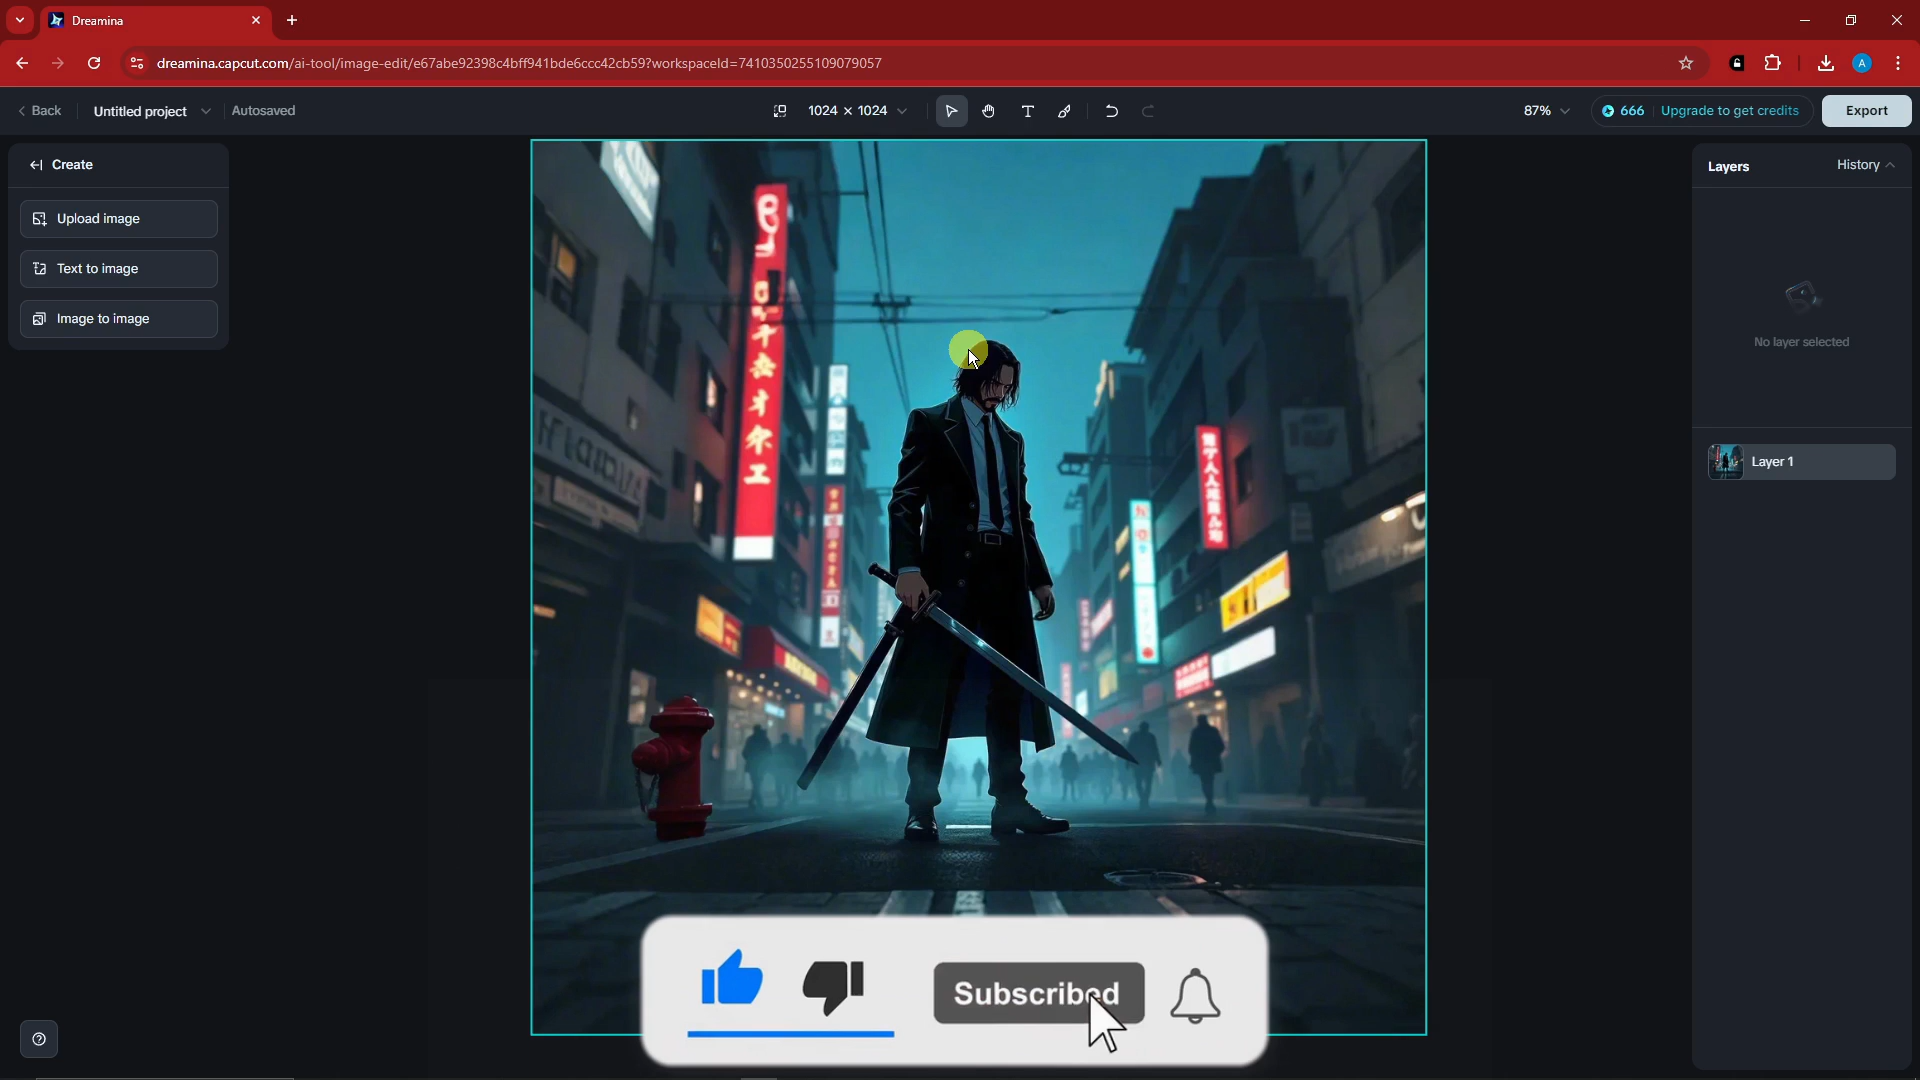 Dreamina
dreamina.capcut.com/ai-tool/image-edit/e67abe92398c4bff941bde6ccc42cb59?workspaceId=7410350255109079057
A
Back
Untitled project
Autosaved
1024 × 1024
87%
666
Upgrade to get credits
Export
Create
Upload image
Text to image
Image to image
Layers
History
No layer selected
Layer 1
Subscribed